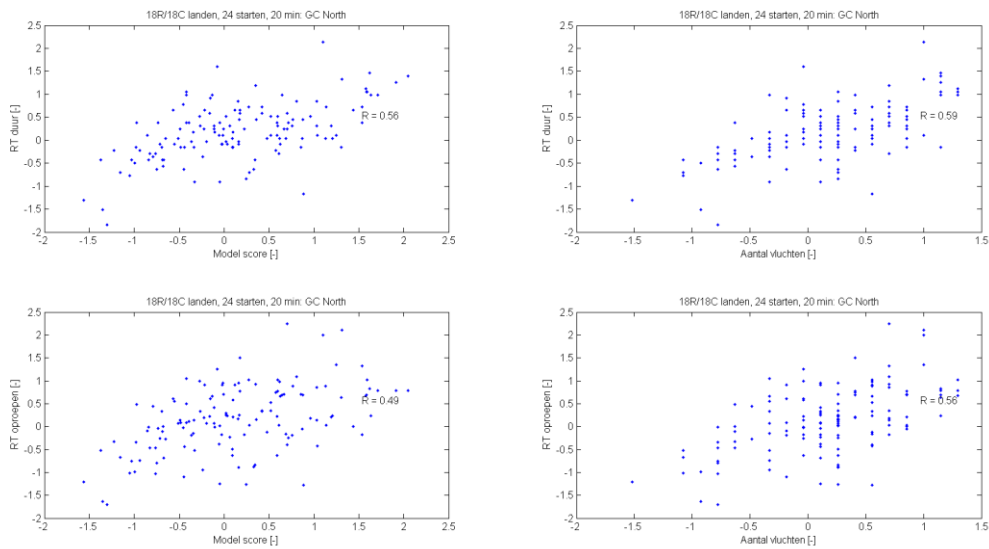 18R/18C landen, 24 starten, 20 min: GC North
2.5
2
1.5
1
0.5
0
-0.5
-1
-1.5
-2
RT duur [-]
R = 0.56
-2 -1.5 -1 -0.5 0 0.5 1 1.5 2 2.5
Model score [-]
18R/18C landen, 24 starten, 20 min: GC North
2.5
2
1.5
1
0.5
0
-0.5
-1
-1.5
-2
RT duur [-]
R = 0.59
-2 -1.5 -1 -0.5 0 0.5 1 1.5
Aantal vluchten [-]
18R/18C landen, 24 starten, 20 min: GC North
2.5
2
1.5
1
0.5
0
-0.5
-1
-1.5
-2
RT oproepen [-]
R = 0.49
-2 -1.5 -1 -0.5 0 0.5 1 1.5 2 2.5
Model score [-]
18R/18C landen, 24 starten, 20 min: GC North
2.5
2
1.5
1
0.5
0
-0.5
-1
-1.5
-2
RT oproepen [-]
R = 0.56
-2 -1.5 -1 -0.5 0 0.5 1 1.5
Aantal vluchten [-]